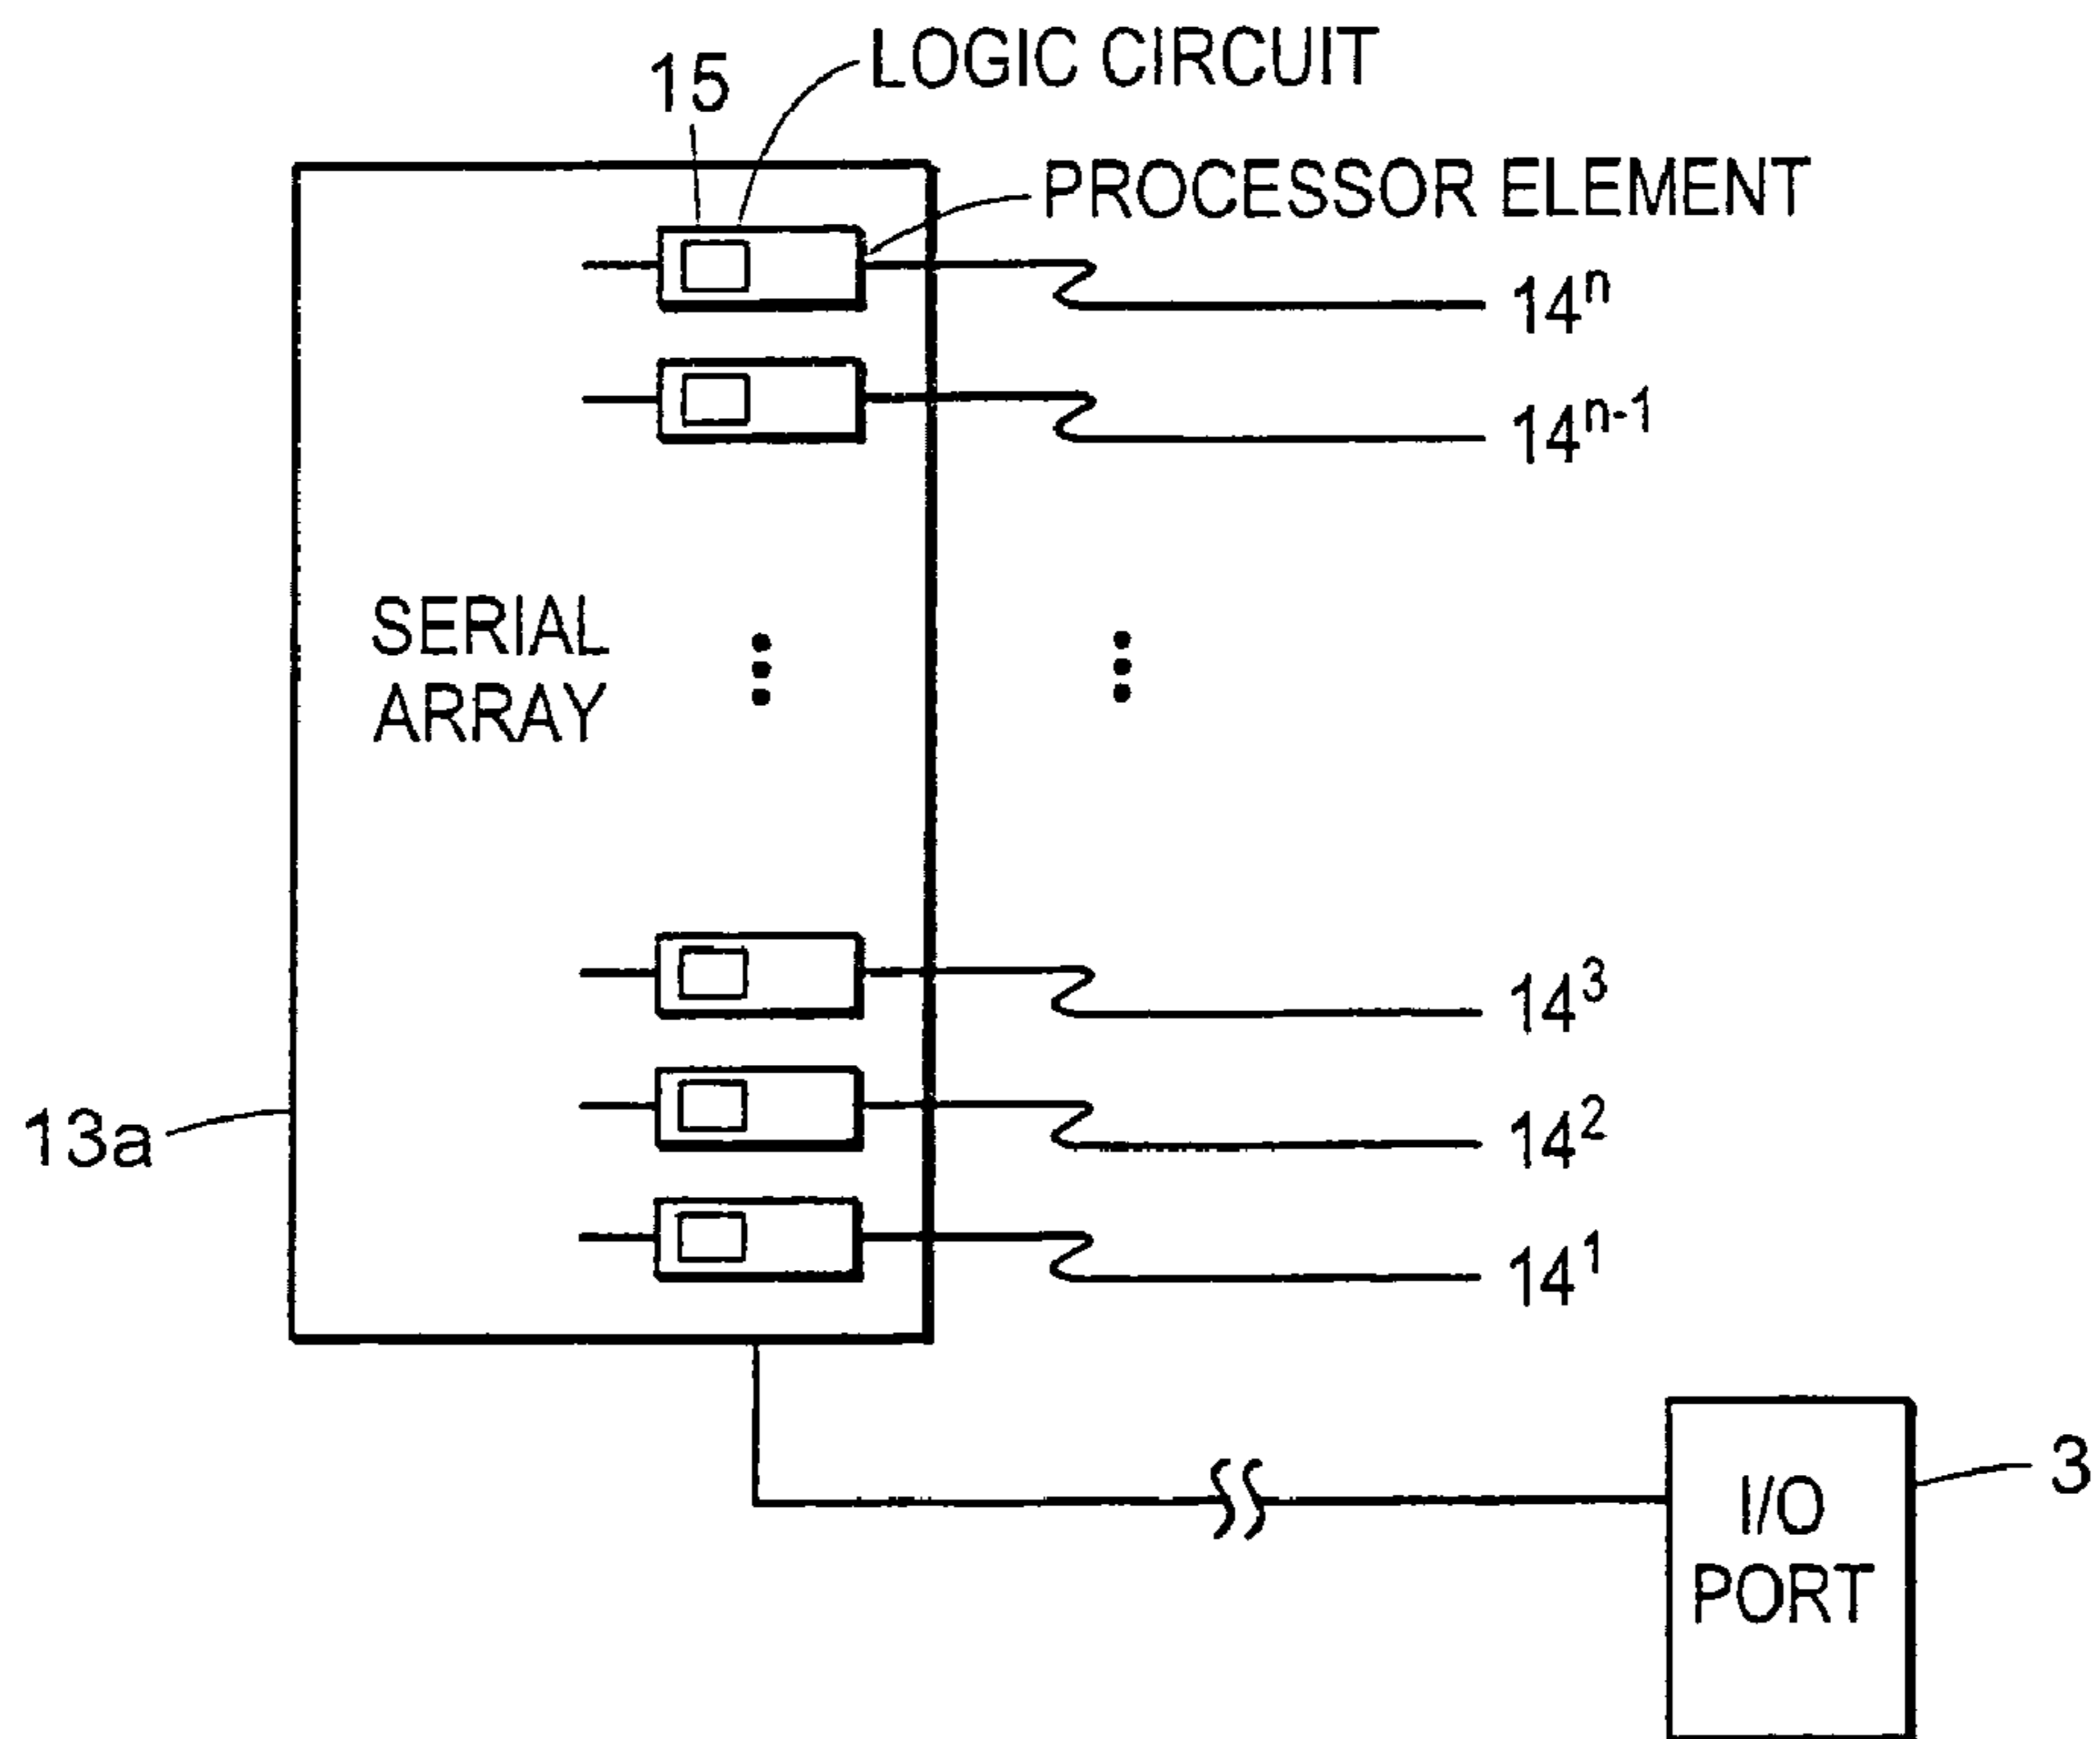 LOGIC CIRCUIT
15
PROCESSOR ELEMENT
14ⁿ
14ⁿ⁻¹
SERIAL
ARRAY
14³
13a
14²
14¹
3
I/O
PORT